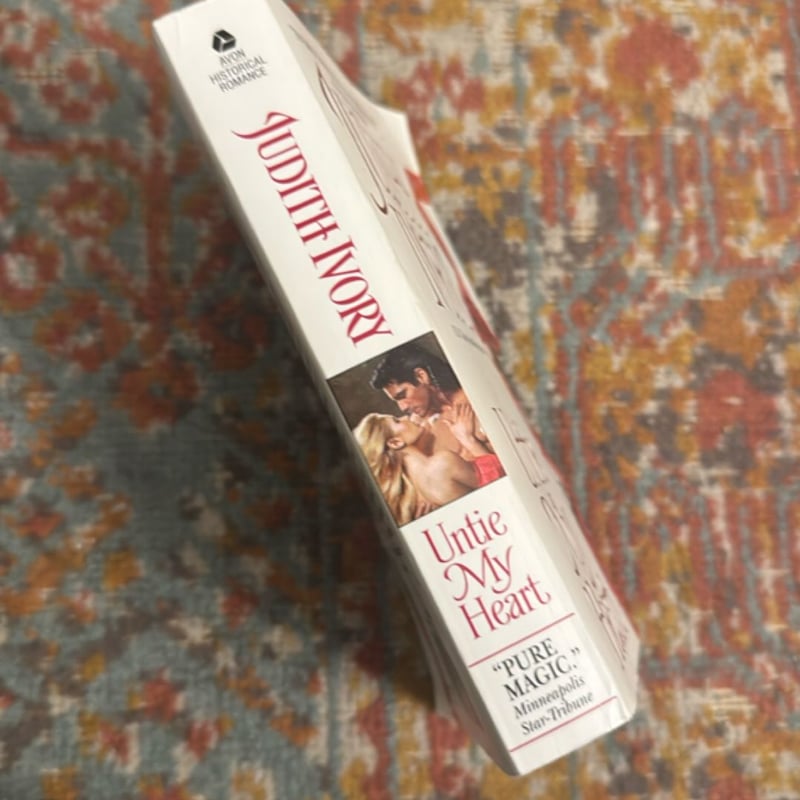 AVON
HISTORICAL
ROMANCE
JUDITH IVORY
Untie
My
Heart
“PURE
MAGIC.”
Minneapolis
Star-Tribune